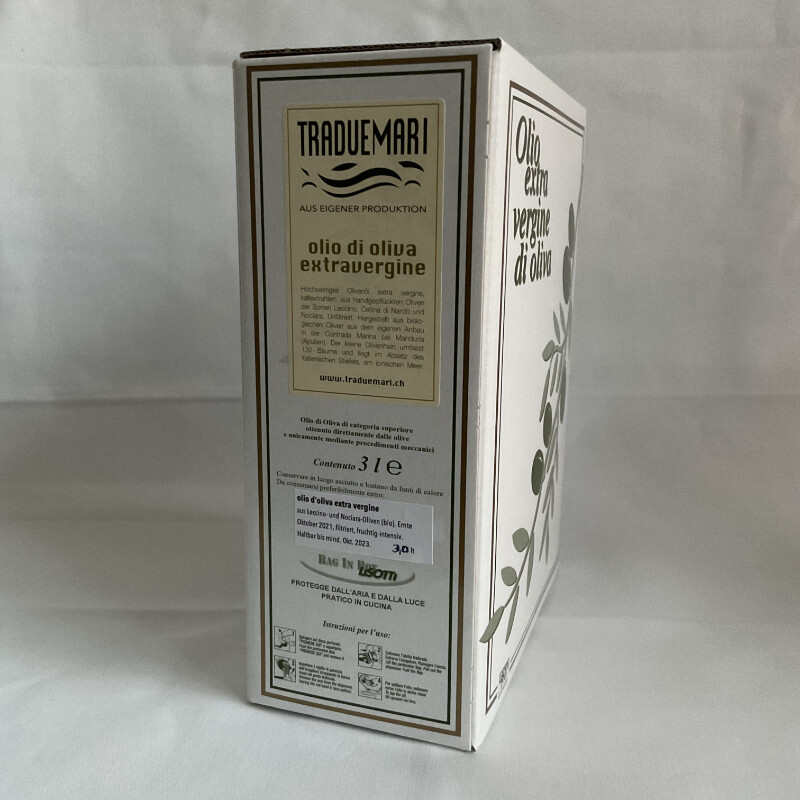 TRADUEMARI
AUS EIGENER PRODUKTION
olio di oliva
extravergine
Hochwertiges Olivenöl extra vergine,
kaltextrahiert, aus handgepflückten Oliven
der Sorten Leccino, Cellina di Nardò und
Nociara. Unfiltriert. Hergestellt aus biolo-
gischen Oliven aus dem eigenen Anbau
in der Contrada Marina bei Manduria
(Apulien). Der kleine Olivenhain umfasst
130 Bäume und liegt im Absatz des
italienischen Stiefels, am ionischen Meer.
www.traduemari.ch
Olio di Oliva di categoria superiore
ottenuto direttamente dalle olive
e unicamente mediante procedimenti meccanici
Contenuto 3 l e
Conservare in luogo asciutto e lontano da fonti di calore
Da consumarsi preferibilmente entro:
olio d'oliva extra vergine
aus Leccino- und Nociara-Oliven (bio). Ernte
Oktober 2021, filtriert, fruchtig-intensiv.
Haltbar bis mind. Okt. 2023. 3,0 lt
BAG IN BOX
LISOTTI
PROTEGGE DALL'ARIA E DALLA LUCE
PRATICO IN CUCINA
Istruzioni per l'uso:
Olio
extra
vergine
di oliva